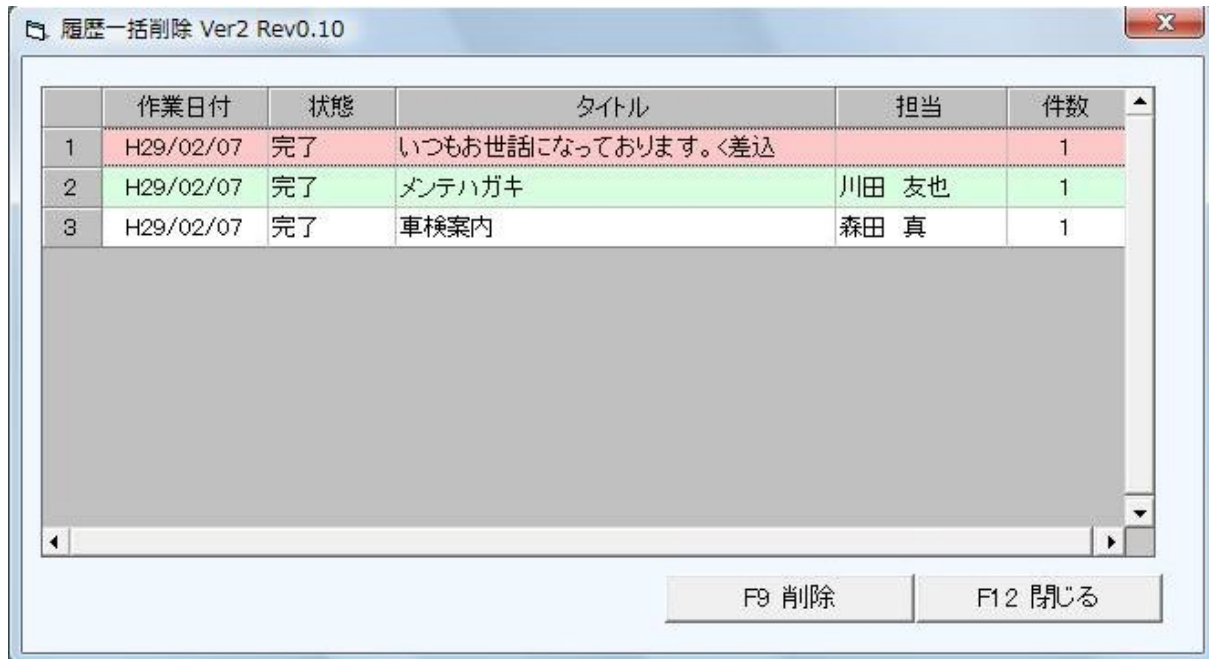 履歴一括削除 Ver2 Rev0.10
作業日付 状態 タイトル 担当 件数
1 H29/02/07 完了 いつもお世話になっております。<差込 1
2 H29/02/07 完了 メンテハガキ 川田 友也 1
3 H29/02/07 完了 車検案内 森田 真 1
F9 削除 F12 閉じる